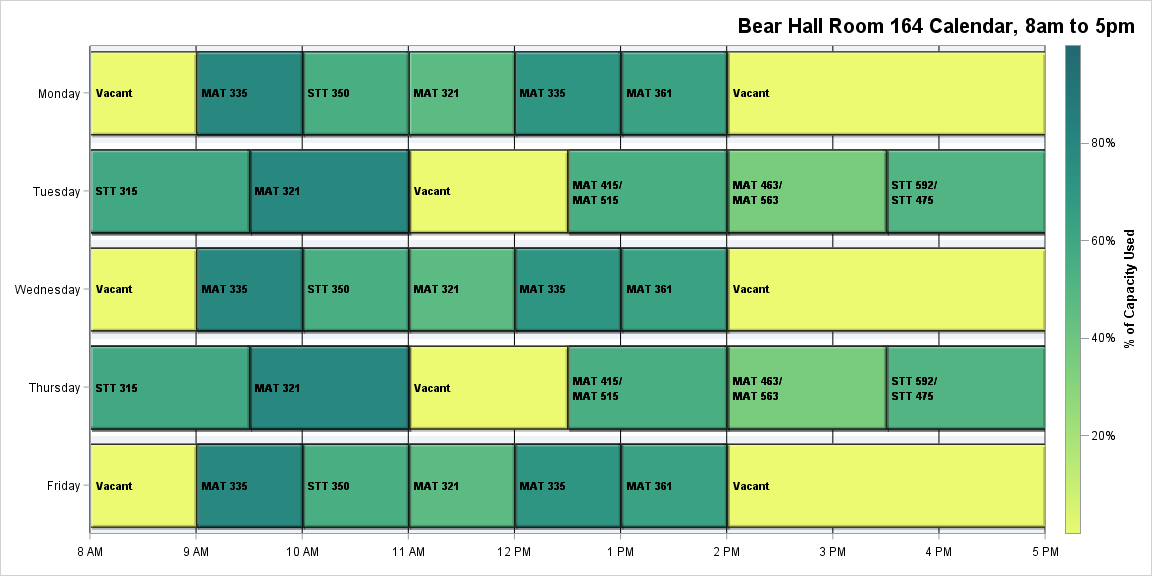 Bear Hall Room 164 Calendar, 8am to 5pm
Monday
Vacant
MAT 335
STT 350
MAT 321
MAT 335
MAT 361
Vacant
Tuesday
STT 315
MAT 321
Vacant
MAT 415/
MAT 515
MAT 463/
MAT 563
STT 592/
STT 475
Wednesday
Vacant
MAT 335
STT 350
MAT 321
MAT 335
MAT 361
Vacant
Thursday
STT 315
MAT 321
Vacant
MAT 415/
MAT 515
MAT 463/
MAT 563
STT 592/
STT 475
Friday
Vacant
MAT 335
STT 350
MAT 321
MAT 335
MAT 361
Vacant
8 AM
9 AM
10 AM
11 AM
12 PM
1 PM
2 PM
3 PM
4 PM
5 PM
80%
60%
40%
20%
% of Capacity Used